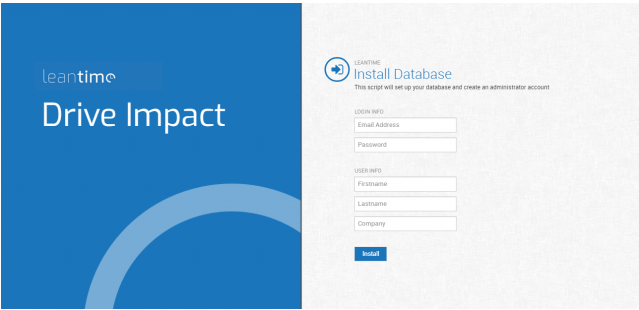 leantime
Drive Impact
LEANTIME
Install Database
This script will set up your database and create an administrator account
LOGIN INFO
Email Address
Password
USER INFO
Firstname
Lastname
Company
Install